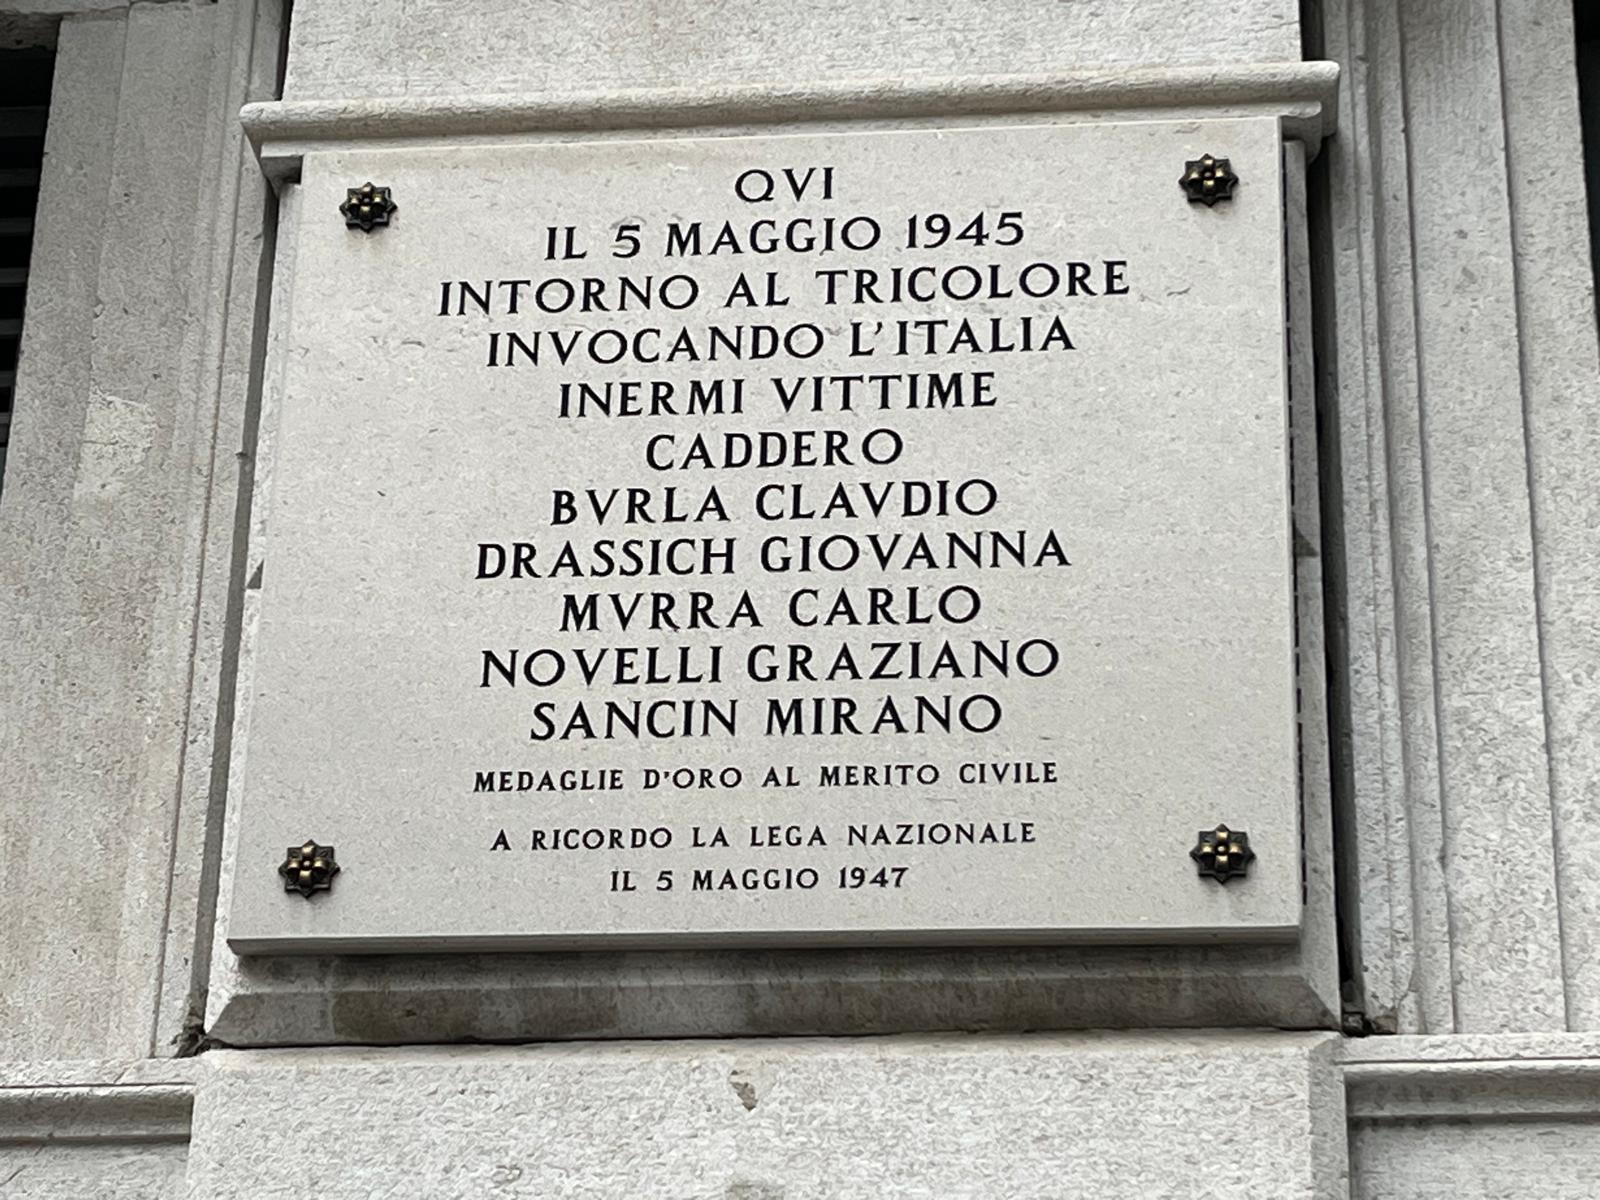 QVI
IL 5 MAGGIO 1945
INTORNO AL TRICOLORE
INVOCANDO L'ITALIA
INERMI VITTIME
CADDERO
BVRLA CLAVDIO
DRASSICH GIOVANNA
MVRRA CARLO
NOVELLI GRAZIANO
SANCIN MIRANO
MEDAGLIE D'ORO AL MERITO CIVILE
A RICORDO LA LEGA NAZIONALE
IL 5 MAGGIO 1947